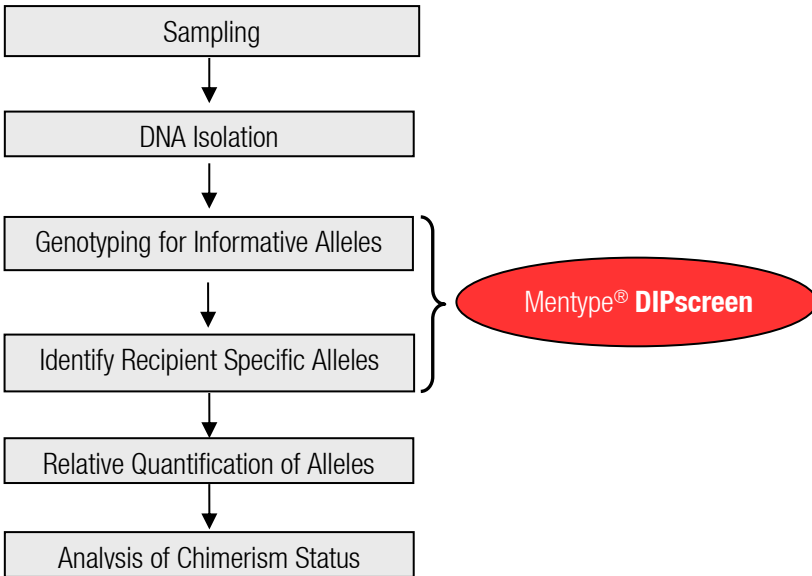 Sampling
DNA Isolation
Genotyping for Informative Alleles
Mentype® DIPscreen
Identify Recipient Specific Alleles
Relative Quantification of Alleles
Analysis of Chimerism Status